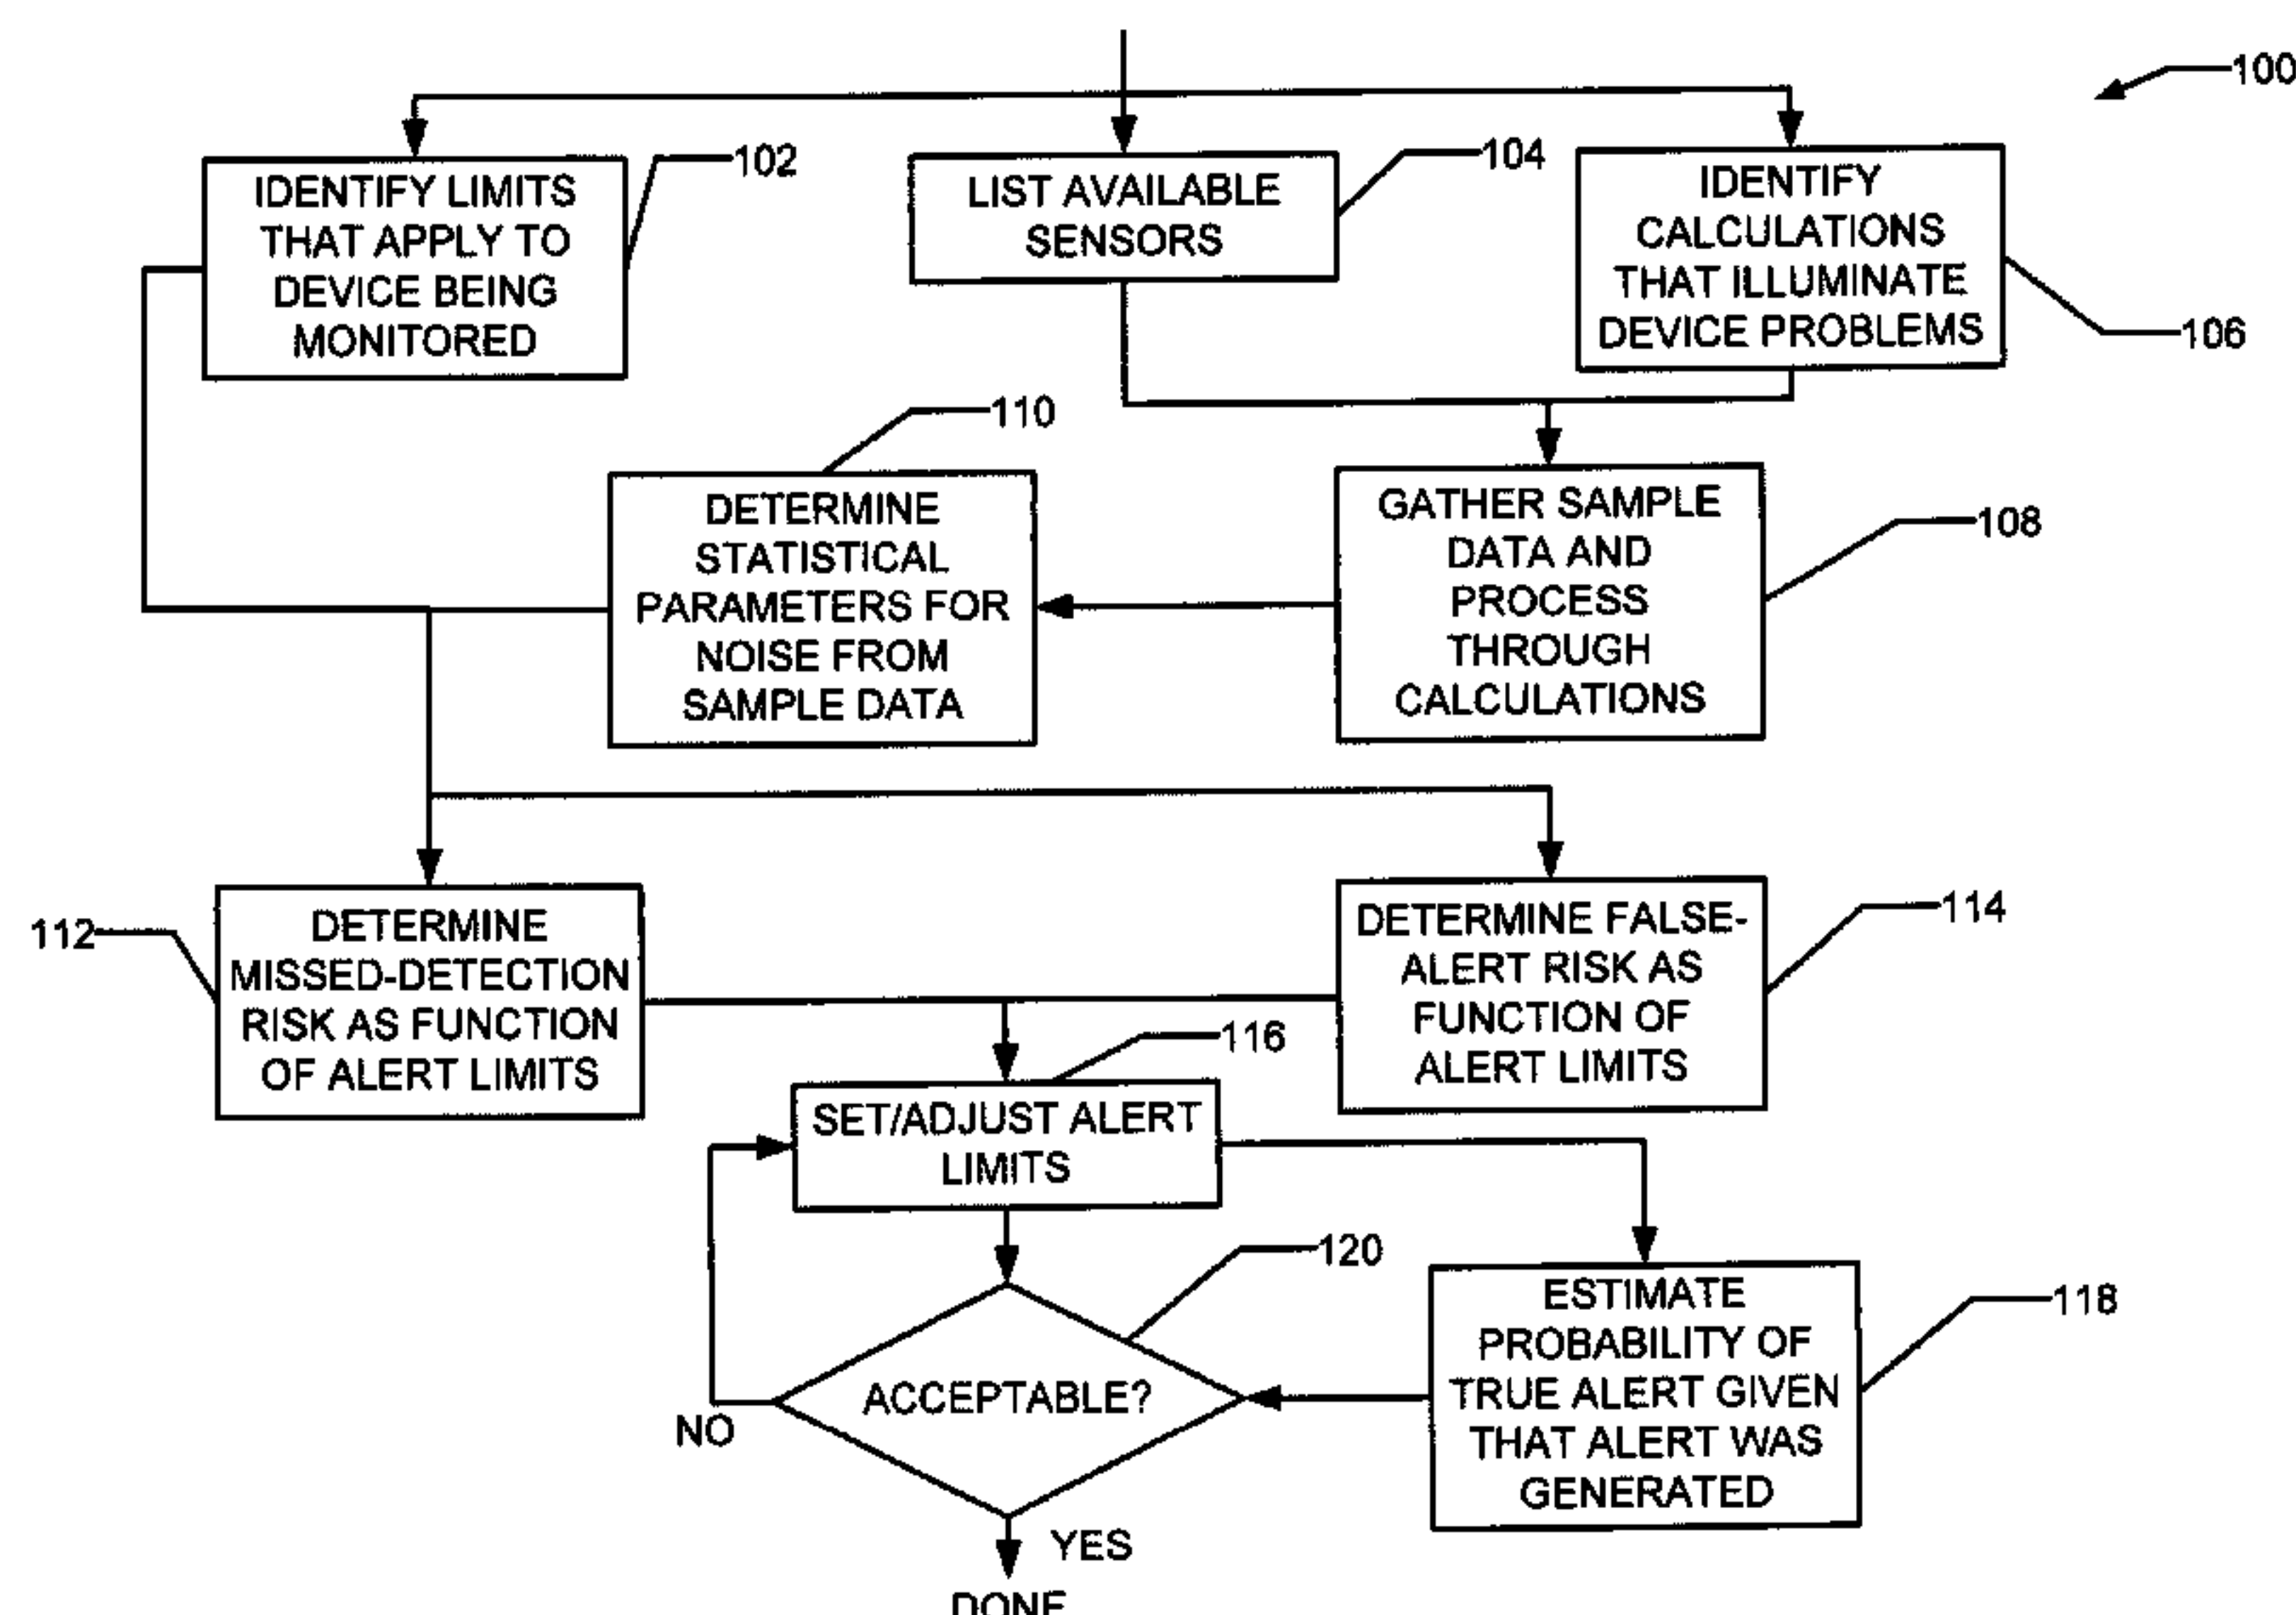 100
IDENTIFY LIMITS
THAT APPLY TO
DEVICE BEING
MONITORED
102
LIST AVAILABLE
SENSORS
104
IDENTIFY
CALCULATIONS
THAT ILLUMINATE
DEVICE PROBLEMS
106
110
DETERMINE
STATISTICAL
PARAMETERS FOR
NOISE FROM
SAMPLE DATA
GATHER SAMPLE
DATA AND
PROCESS
THROUGH
CALCULATIONS
108
112
DETERMINE
MISSED-DETECTION
RISK AS FUNCTION
OF ALERT LIMITS
DETERMINE FALSE-
ALERT RISK AS
FUNCTION OF
ALERT LIMITS
114
116
SET/ADJUST ALERT
LIMITS
120
ACCEPTABLE?
NO
ESTIMATE
PROBABILITY OF
TRUE ALERT GIVEN
THAT ALERT WAS
GENERATED
118
YES
DONE